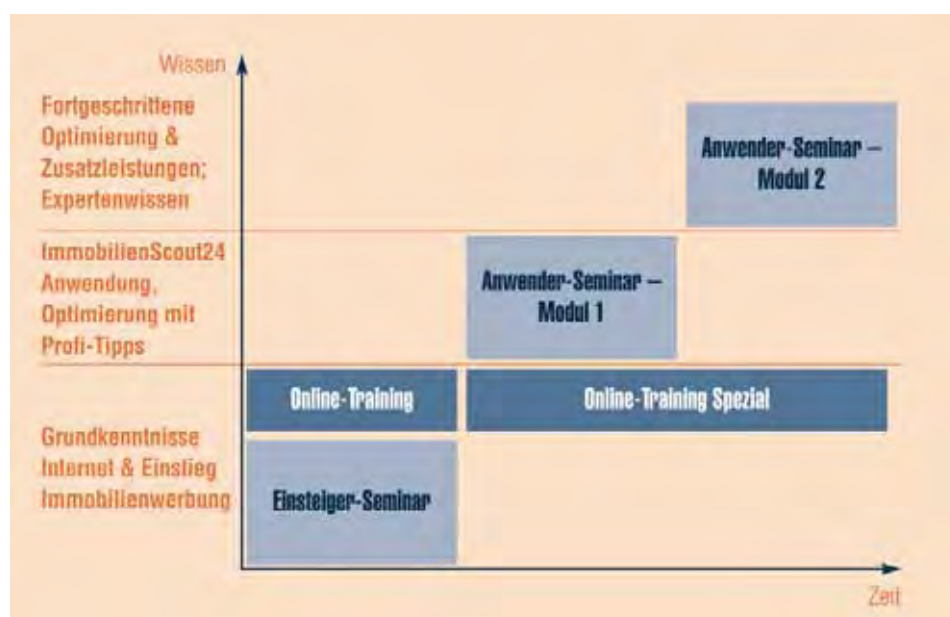 Wissen
Fortgeschrittene
Optimierung &
Zusatzleistungen;
Expertenwissen
Anwender-Seminar –
Modul 2
ImmobilienScout24
Anwendung,
Optimierung mit
Profi-Tipps
Anwender-Seminar –
Modul 1
Online-Training
Online-Training Spezial
Grundkenntnisse
Internet & Einstieg
Immobilienwerbung
Einsteiger-Seminar
Zeit